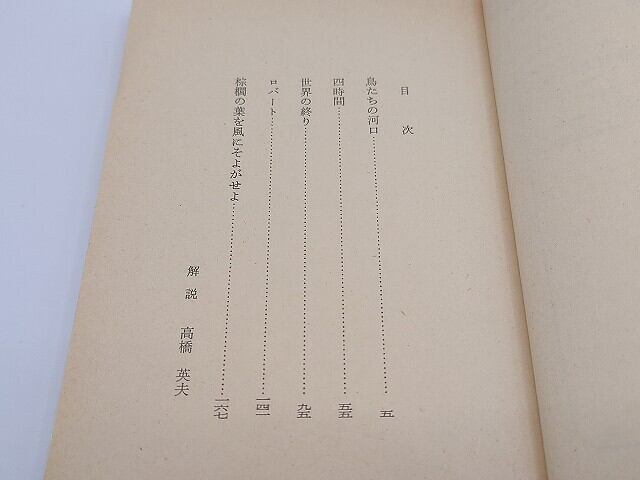 目次
鳥たちの河口…………五
四時間…………五五
世界の終り…………九五
ロバート…………一四一
棕櫚の葉を風にそよがせよ…………一六七
解説 高橋英夫